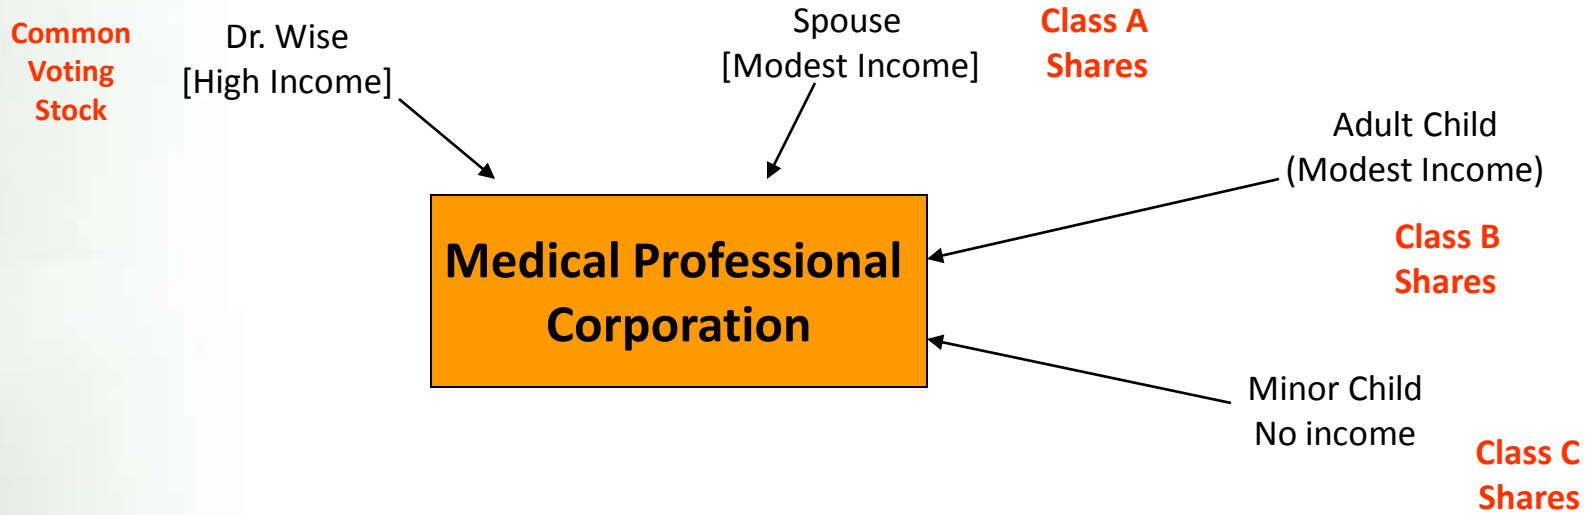 Common
Voting
Stock
Dr. Wise
[High Income]
Spouse
[Modest Income]
Class A
Shares
Adult Child
(Modest Income)
Class B
Shares
Medical Professional
Corporation
Minor Child
No income
Class C
Shares